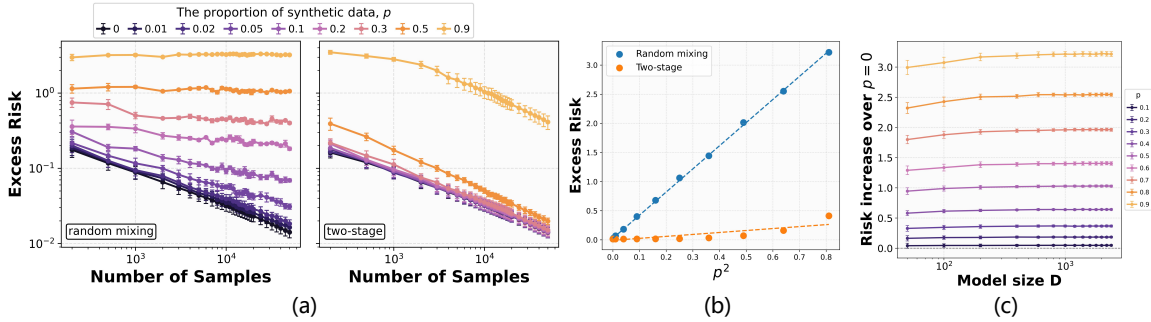 The proportion of synthetic data, p
0 0.01 0.02 0.05 0.1 0.2 0.3 0.5 0.9
Excess Risk
10^0
10^−1
10^−2
random mixing
10^3 10^4
Number of Samples
two-stage
10^3 10^4
Number of Samples
(a)
Random mixing
Two-stage
Excess Risk
3.5
3.0
2.5
2.0
1.5
1.0
0.5
0.0
0.0 0.1 0.2 0.3 0.4 0.5 0.6 0.7 0.8
p^2
(b)
Risk increase over p = 0
3.0
2.5
2.0
1.5
1.0
0.5
0.0
10^2 10^3
Model size D
p
0.1
0.2
0.3
0.4
0.5
0.6
0.7
0.8
0.9
(c)